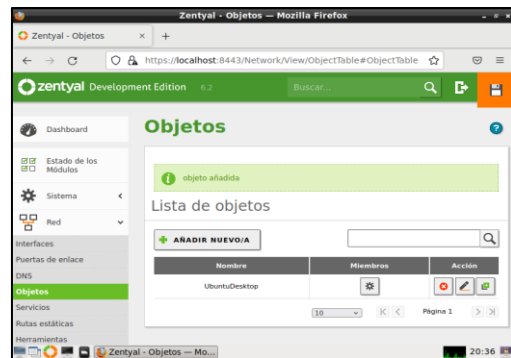 Zentyal - Objetos — Mozilla Firefox
Zentyal - Objetos
https://localhost:8443/Network/View/ObjectTable#ObjectTable
zentyal Development Edition 6.2
Buscar...
Dashboard
Estado de los
Módulos
Sistema
Red
Interfaces
Puertas de enlace
DNS
Objetos
Servicios
Rutas estáticas
Herramientas
Objetos
objeto añadida
Lista de objetos
AÑADIR NUEVO/A
Nombre Miembros Acción
UbuntuDesktop
10 Página 1
Zentyal - Objetos — Mo... 20:36